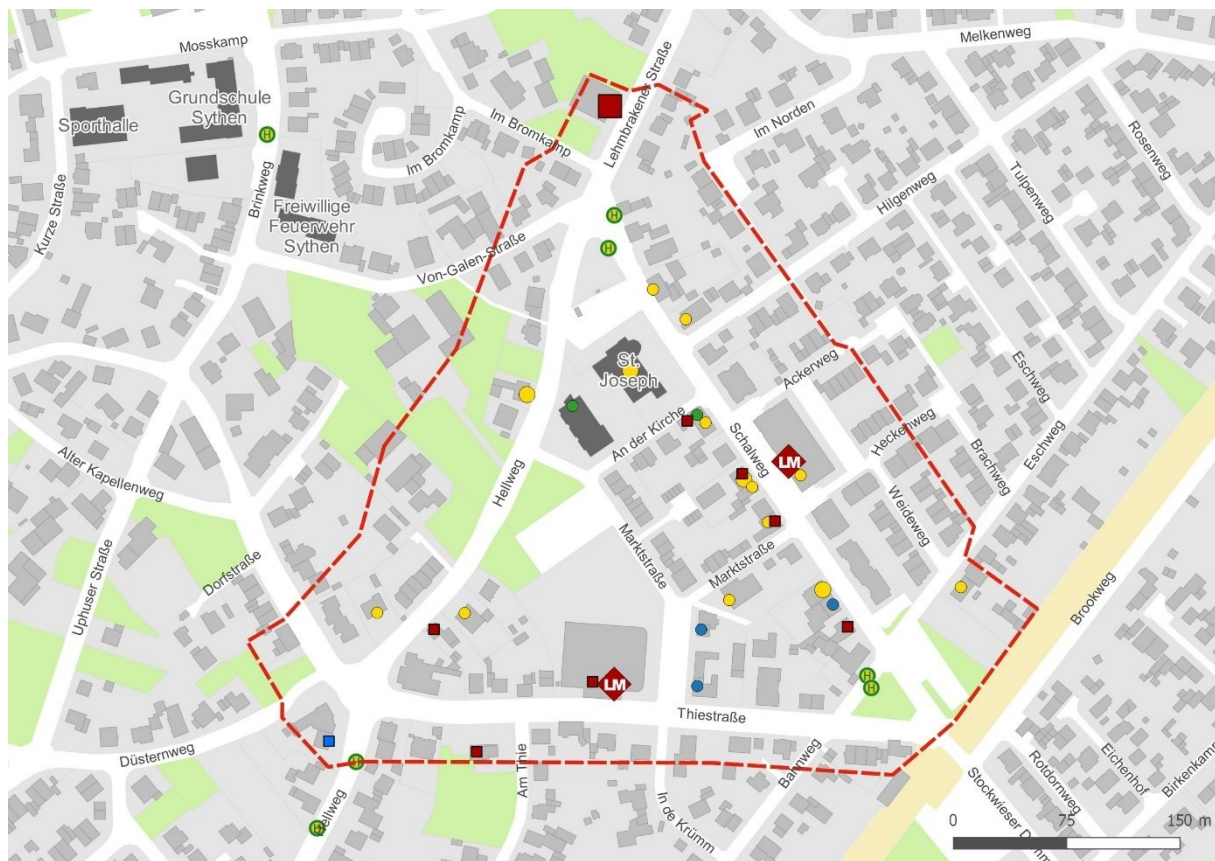 Mosskamp
Melkenweg
Grundschule
Sythen
Sporthalle
Im Bromkamp
Lehmbrakener Straße
Im Norden
Rosenweg
Im Bromkamp
Tulpenweg
Kurze Straße
Brinkweg
H
Hilgenweg
Freiwillige
Feuerwehr
Sythen
Von-Galen-Straße
H
H
Eschweg
St.
Joseph
Ackerweg
An der Kirche
Schalweg
Heckenweg
Brachweg
Eschweg
LM
Alter Kapellenweg
Hellweg
Weideweg
Marktstraße
Marktstraße
Dorfstraße
Uphuser Straße
Brookweg
LM
H
H
Thiestraße
Düsternweg
H
Am Thie
Bahnweg
In de Krümm
Rotdornweg
Eichenhof
Birkenkamp
H
Hellweg
Stockwieser Damm
0
75
150 m